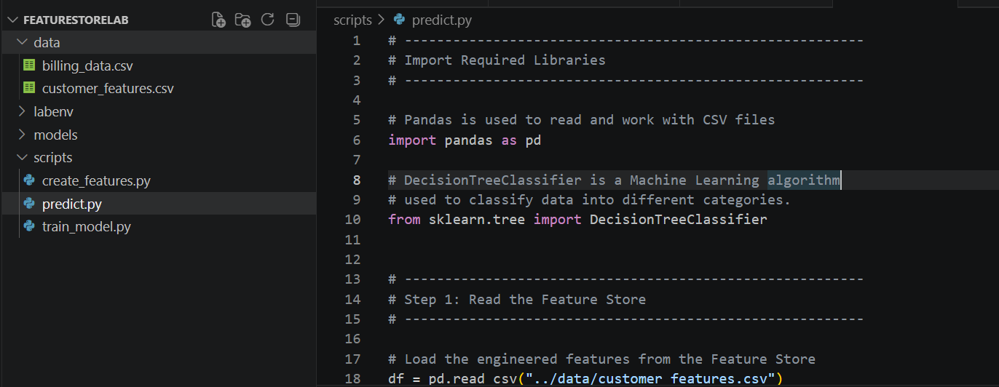 FEATURESTORELAB
data
billing_data.csv
customer_features.csv
labenv
models
scripts
create_features.py
predict.py
train_model.py
scripts > predict.py
1 # ----------------------------------------------------------
2 # Import Required Libraries
3 # ----------------------------------------------------------
4
5 # Pandas is used to read and work with CSV files
6 import pandas as pd
7
8 # DecisionTreeClassifier is a Machine Learning algorithm
9 # used to classify data into different categories.
10 from sklearn.tree import DecisionTreeClassifier
11
12
13 # ----------------------------------------------------------
14 # Step 1: Read the Feature Store
15 # ----------------------------------------------------------
16
17 # Load the engineered features from the Feature Store
18 df = pd.read_csv("../data/customer_features.csv")